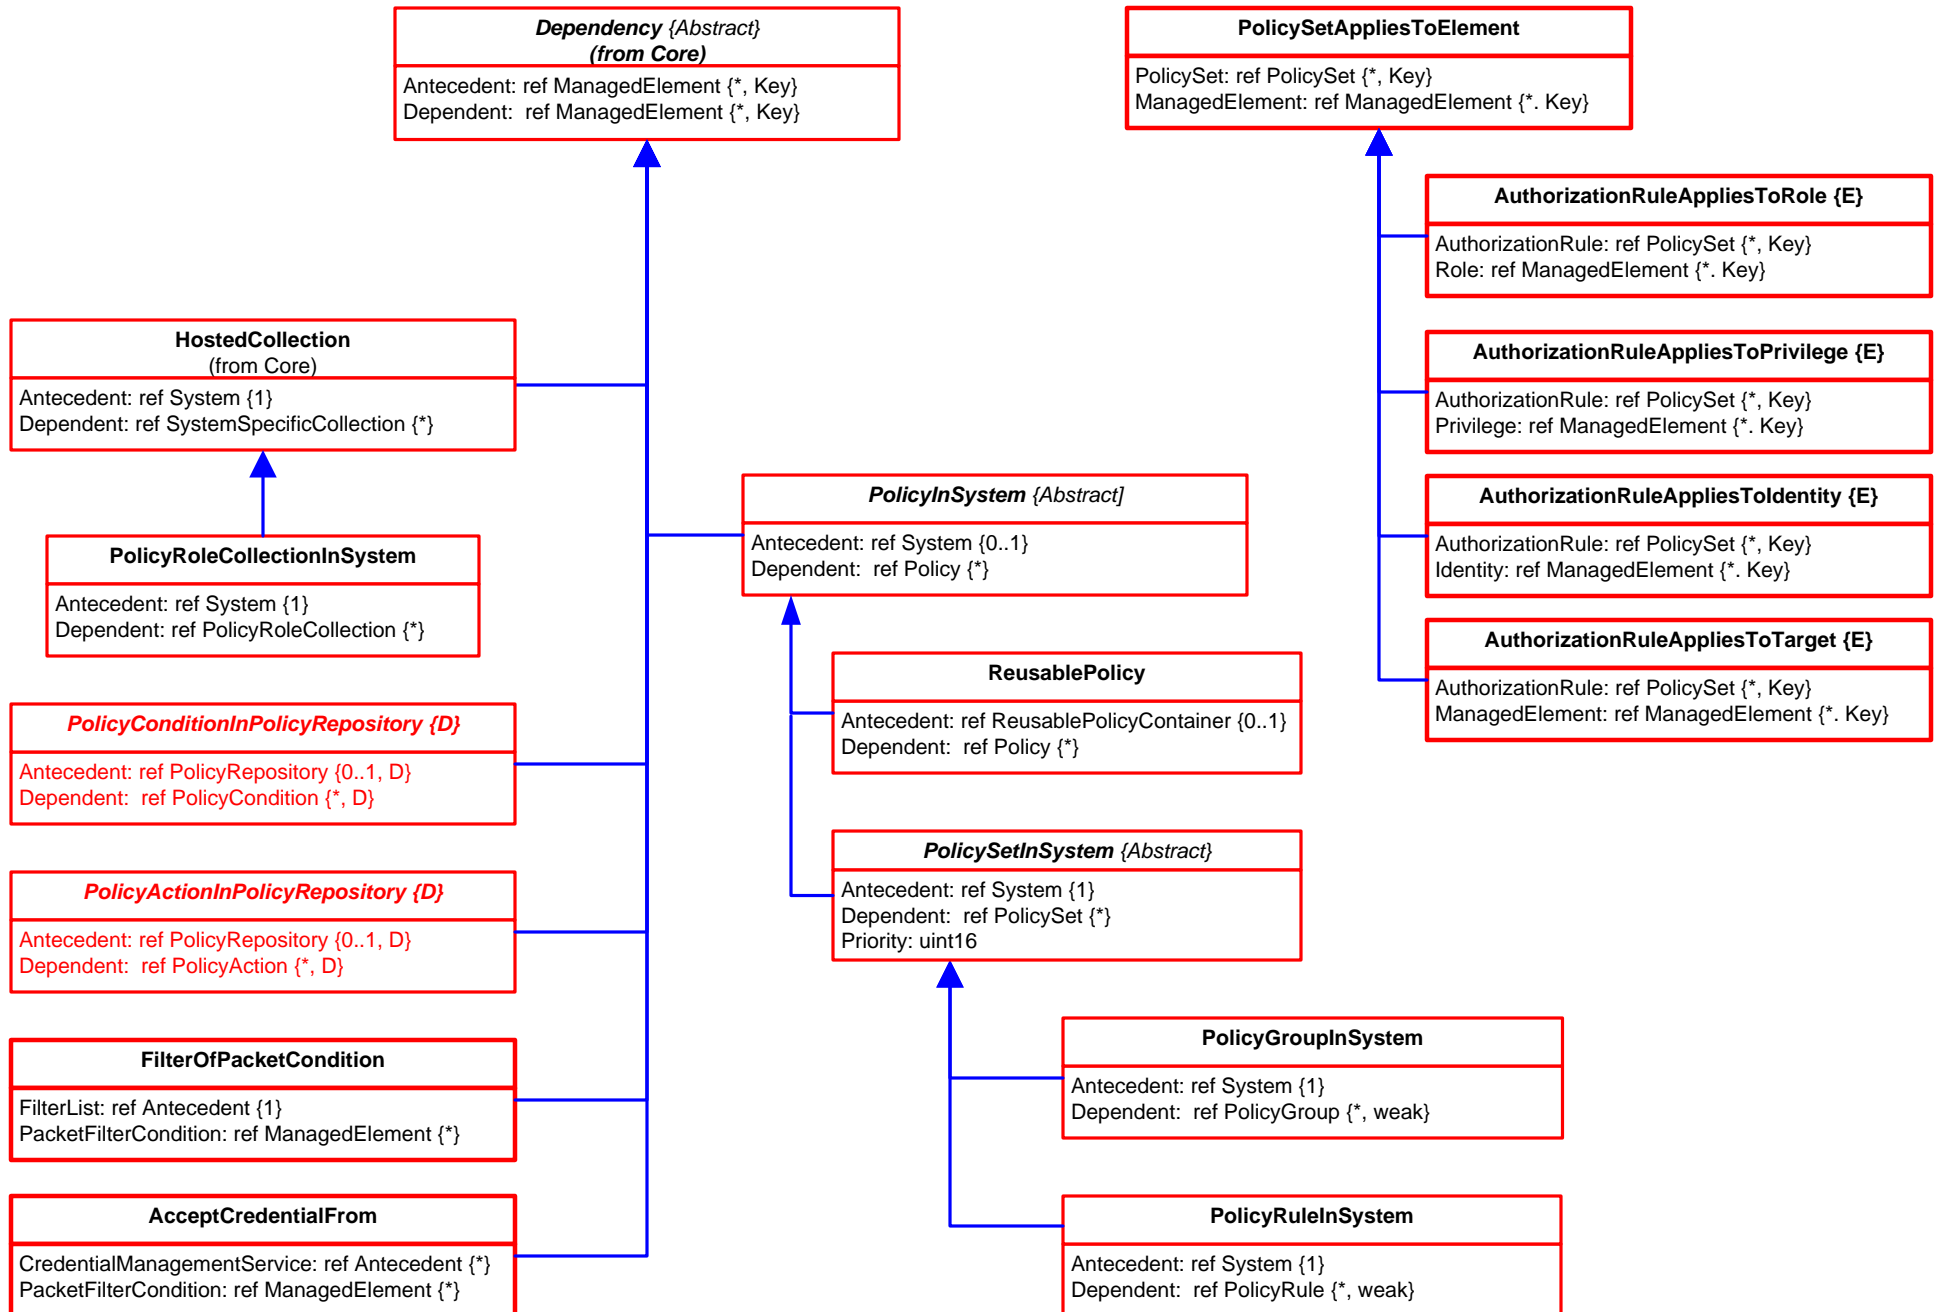 Dependency {Abstract}
(from Core)
Antecedent: ref ManagedElement {*, Key}
Dependent: ref ManagedElement {*, Key}
PolicySetAppliesToElement
PolicySet: ref PolicySet {*, Key}
ManagedElement: ref ManagedElement {*. Key}
AuthorizationRuleAppliesToRole {E}
AuthorizationRule: ref PolicySet {*, Key}
Role: ref ManagedElement {*. Key}
HostedCollection
(from Core)
Antecedent: ref System {1}
Dependent: ref SystemSpecificCollection {*}
AuthorizationRuleAppliesToPrivilege {E}
AuthorizationRule: ref PolicySet {*, Key}
Privilege: ref ManagedElement {*. Key}
PolicyInSystem {Abstract]
Antecedent: ref System {0..1}
Dependent: ref Policy {*}
AuthorizationRuleAppliesToIdentity {E}
AuthorizationRule: ref PolicySet {*, Key}
Identity: ref ManagedElement {*. Key}
PolicyRoleCollectionInSystem
Antecedent: ref System {1}
Dependent: ref PolicyRoleCollection {*}
AuthorizationRuleAppliesToTarget {E}
AuthorizationRule: ref PolicySet {*, Key}
ManagedElement: ref ManagedElement {*. Key}
ReusablePolicy
Antecedent: ref ReusablePolicyContainer {0..1}
Dependent: ref Policy {*}
PolicyConditionInPolicyRepository {D}
Antecedent: ref PolicyRepository {0..1, D}
Dependent: ref PolicyCondition {*, D}
PolicySetInSystem {Abstract}
Antecedent: ref System {1}
Dependent: ref PolicySet {*}
Priority: uint16
PolicyActionInPolicyRepository {D}
Antecedent: ref PolicyRepository {0..1, D}
Dependent: ref PolicyAction {*, D}
PolicyGroupInSystem
Antecedent: ref System {1}
Dependent: ref PolicyGroup {*, weak}
FilterOfPacketCondition
FilterList: ref Antecedent {1}
PacketFilterCondition: ref ManagedElement {*}
AcceptCredentialFrom
CredentialManagementService: ref Antecedent {*}
PacketFilterCondition: ref ManagedElement {*}
PolicyRuleInSystem
Antecedent: ref System {1}
Dependent: ref PolicyRule {*, weak}